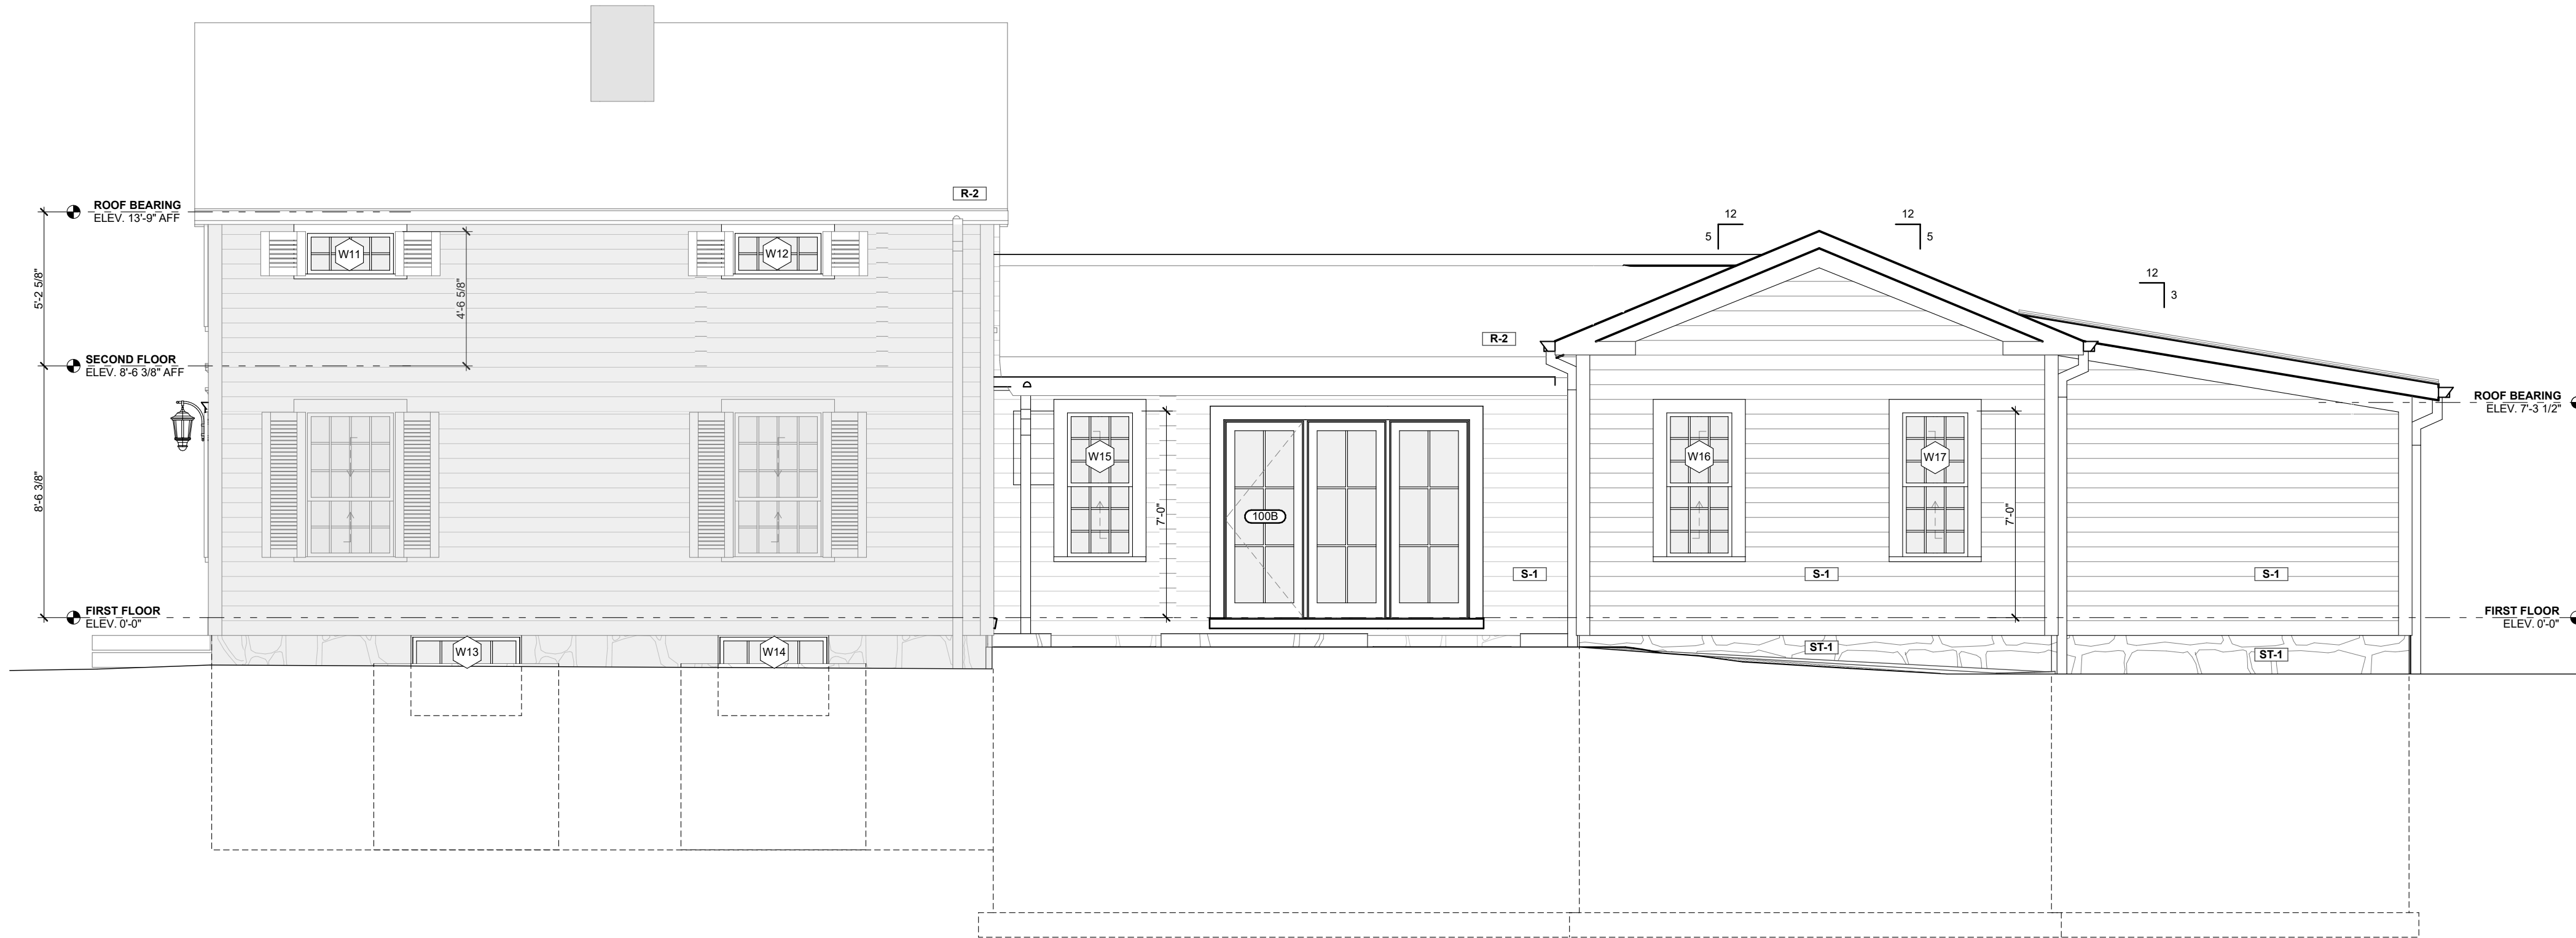 R-2
ROOF BEARING
ELEV. 13'-9" AFF
12
5
12
5
W11
W12
12
3
5'-2 5/8"
4'-6 5/8"
R-2
SECOND FLOOR
ELEV. 8'-6 3/8" AFF
ROOF BEARING
ELEV. 7'-3 1/2"
W15
W16
W17
8'-6 3/8"
7'-0"
100B
7'-0"
S-1
S-1
S-1
FIRST FLOOR
ELEV. 0'-0"
FIRST FLOOR
ELEV. 0'-0"
W13
W14
ST-1
ST-1